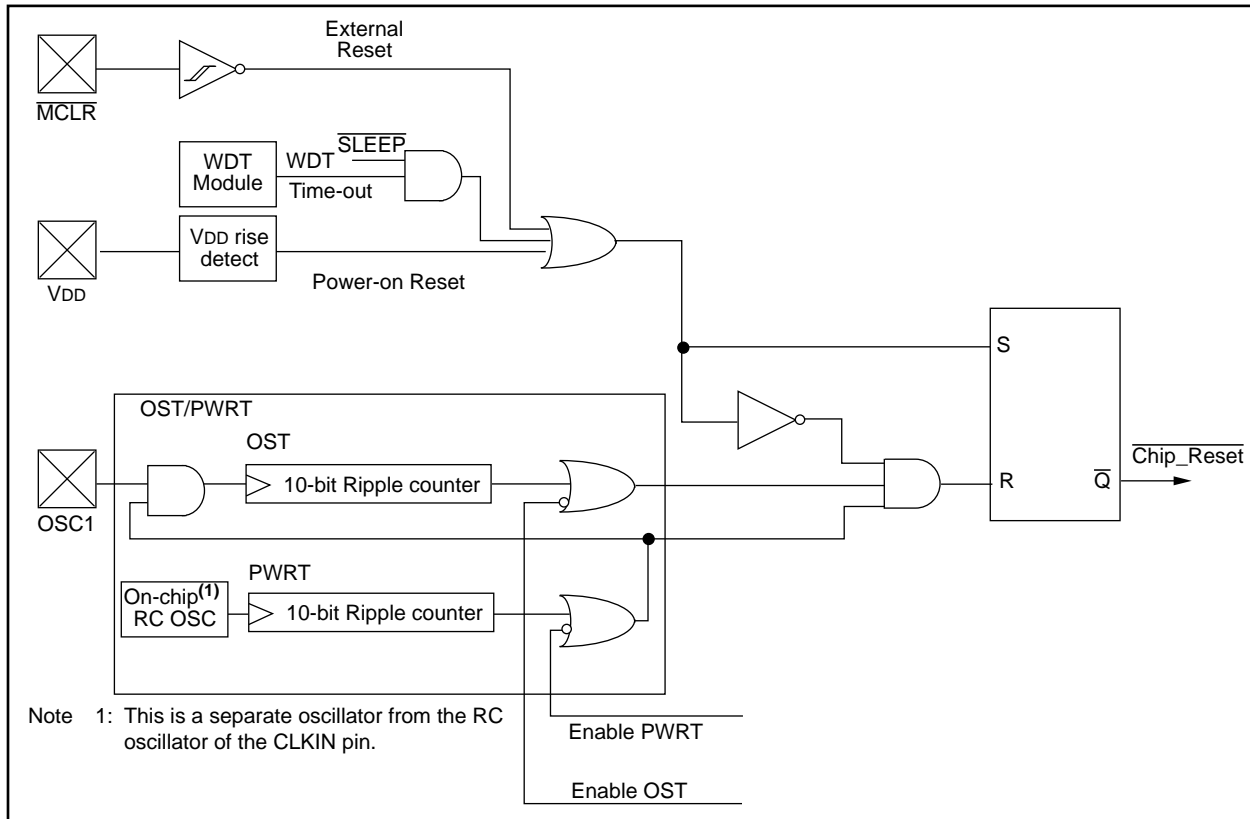 External
Reset
MCLR
SLEEP
WDT
Module
WDT
Time-out
VDD rise
detect
Power-on Reset
VDD
S
OST/PWRT
OST
10-bit Ripple counter
OSC1
R
Q
Chip_Reset
PWRT
On-chip(1)
RC OSC
10-bit Ripple counter
Note 1: This is a separate oscillator from the RC
oscillator of the CLKIN pin.
Enable PWRT
Enable OST